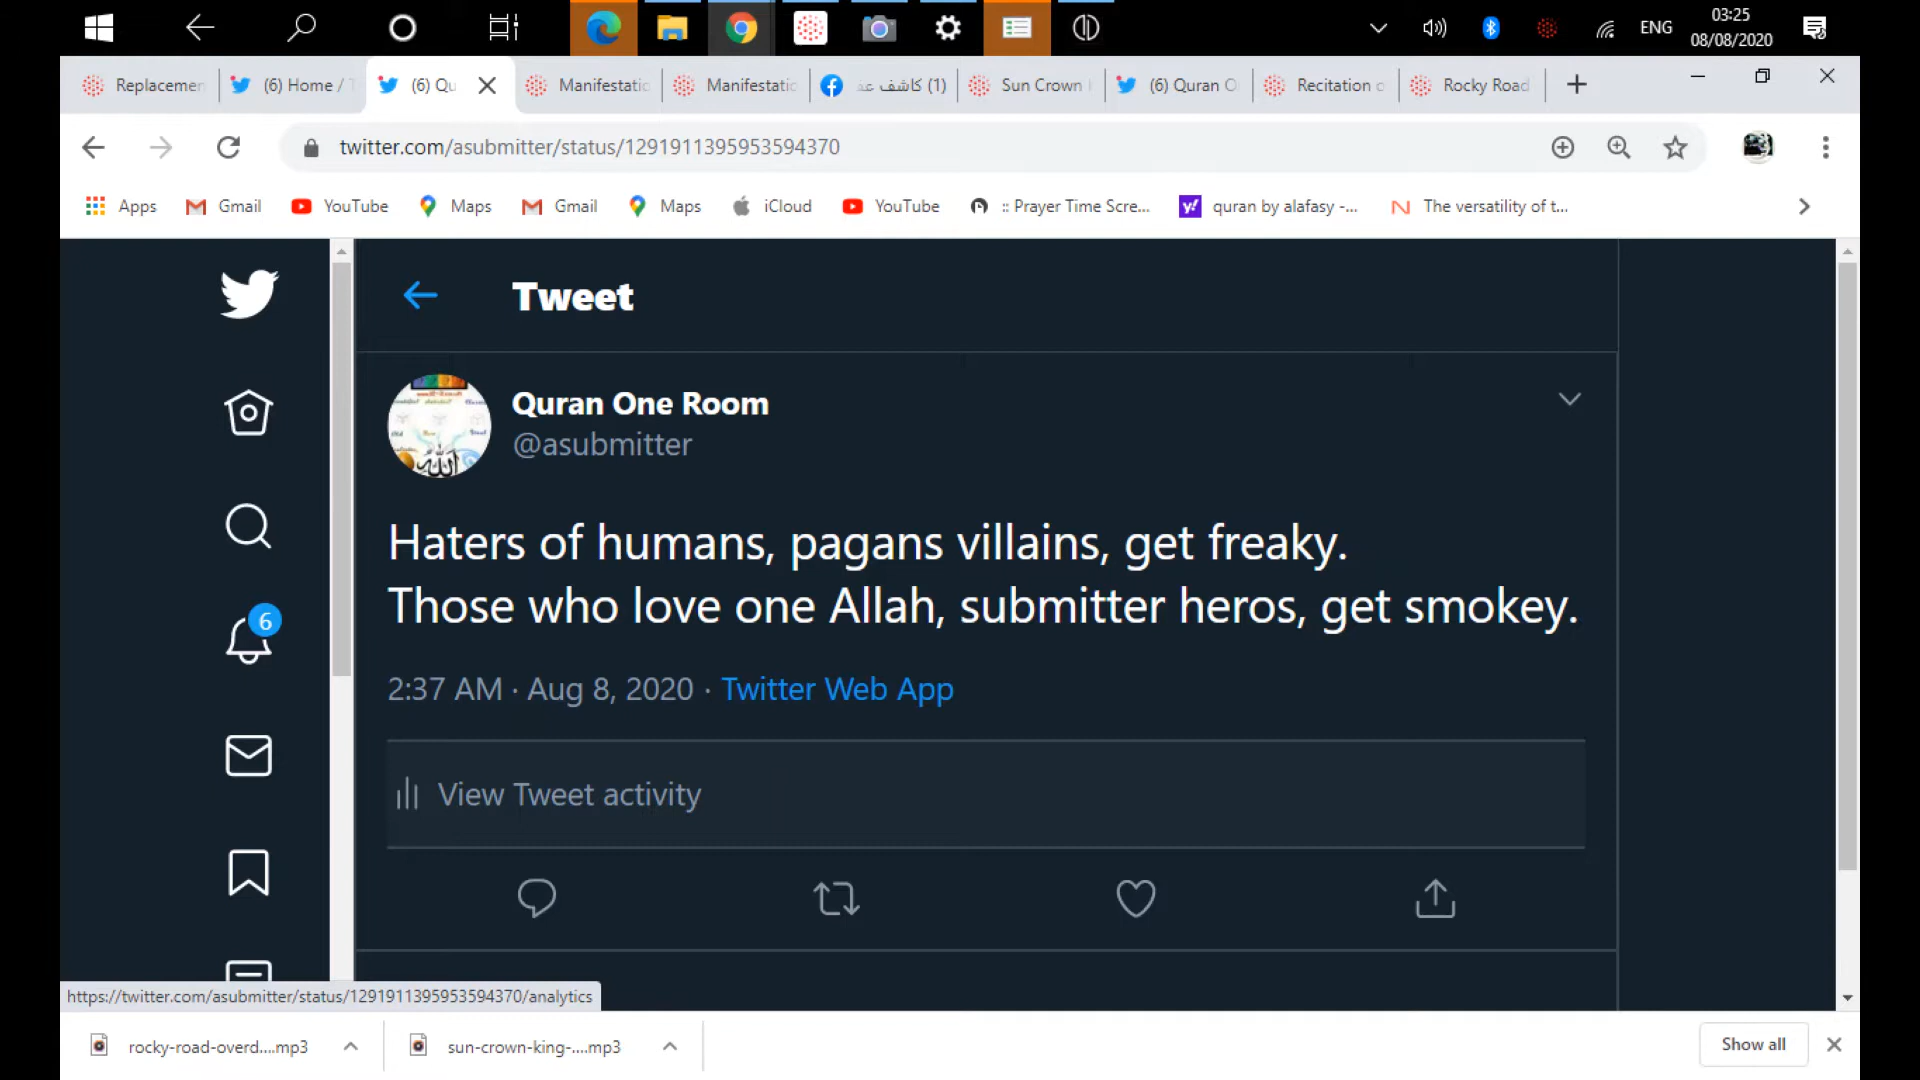 ENG
03:25
08/08/2020
Replacemen
(6) Home / T
(6) Qu
Manifestatic
Manifestatic
(1) كاشف عذ
Sun Crown
(6) Quran O
Recitation o
Rocky Road
twitter.com/asubmitter/status/1291911395953594370
Apps
Gmail
YouTube
Maps
Gmail
Maps
iCloud
YouTube
:: Prayer Time Scre...
quran by alafasy -...
The versatility of t...
Tweet
Quran One Room
@asubmitter
Haters of humans, pagans villains, get freaky.
Those who love one Allah, submitter heros, get smokey.
2:37 AM · Aug 8, 2020 · Twitter Web App
6
View Tweet activity
https://twitter.com/asubmitter/status/1291911395953594370/analytics
rocky-road-overd....mp3
sun-crown-king-....mp3
Show all